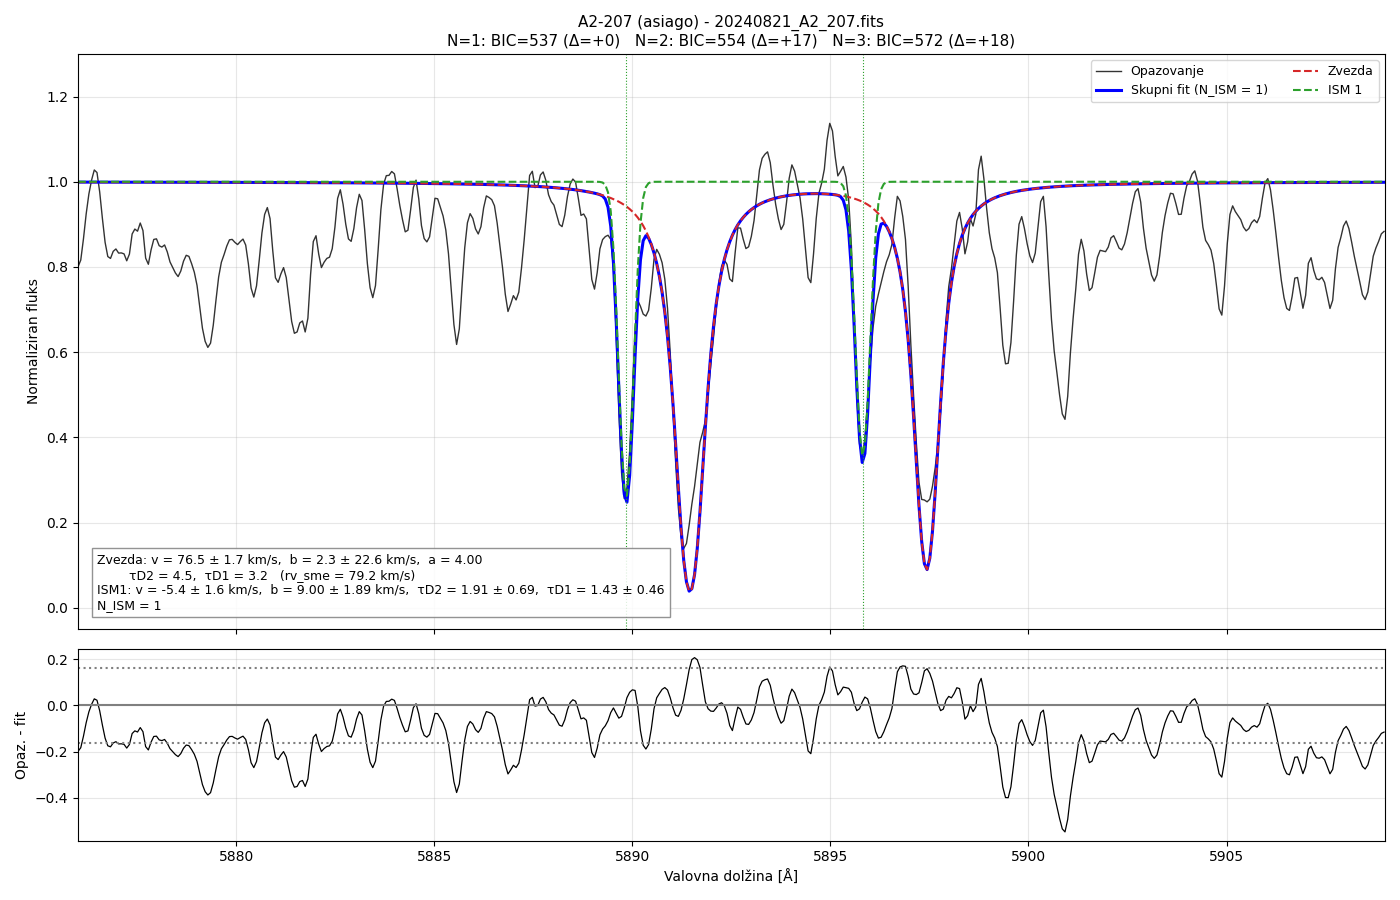 A2-207 (asiago) - 20240821_A2_207.fits
N=1: BIC=537 (Δ=+0)   N=2: BIC=554 (Δ=+17)   N=3: BIC=572 (Δ=+18)
Opazovanje
Skupni fit (N_ISM = 1)
Zvezda
ISM 1
Normaliziran fluks
1.2
1.0
0.8
0.6
0.4
0.2
0.0
Zvezda: v = 76.5 ± 1.7 km/s,  b = 2.3 ± 22.6 km/s,  a = 4.00
τD2 = 4.5,  τD1 = 3.2   (rv_sme = 79.2 km/s)
ISM1: v = -5.4 ± 1.6 km/s,  b = 9.00 ± 1.89 km/s,  τD2 = 1.91 ± 0.69,  τD1 = 1.43 ± 0.46
N_ISM = 1
Opaz. - fit
0.2
0.0
−0.2
−0.4
5880 5885 5890 5895 5900 5905
Valovna dolžina [Å]